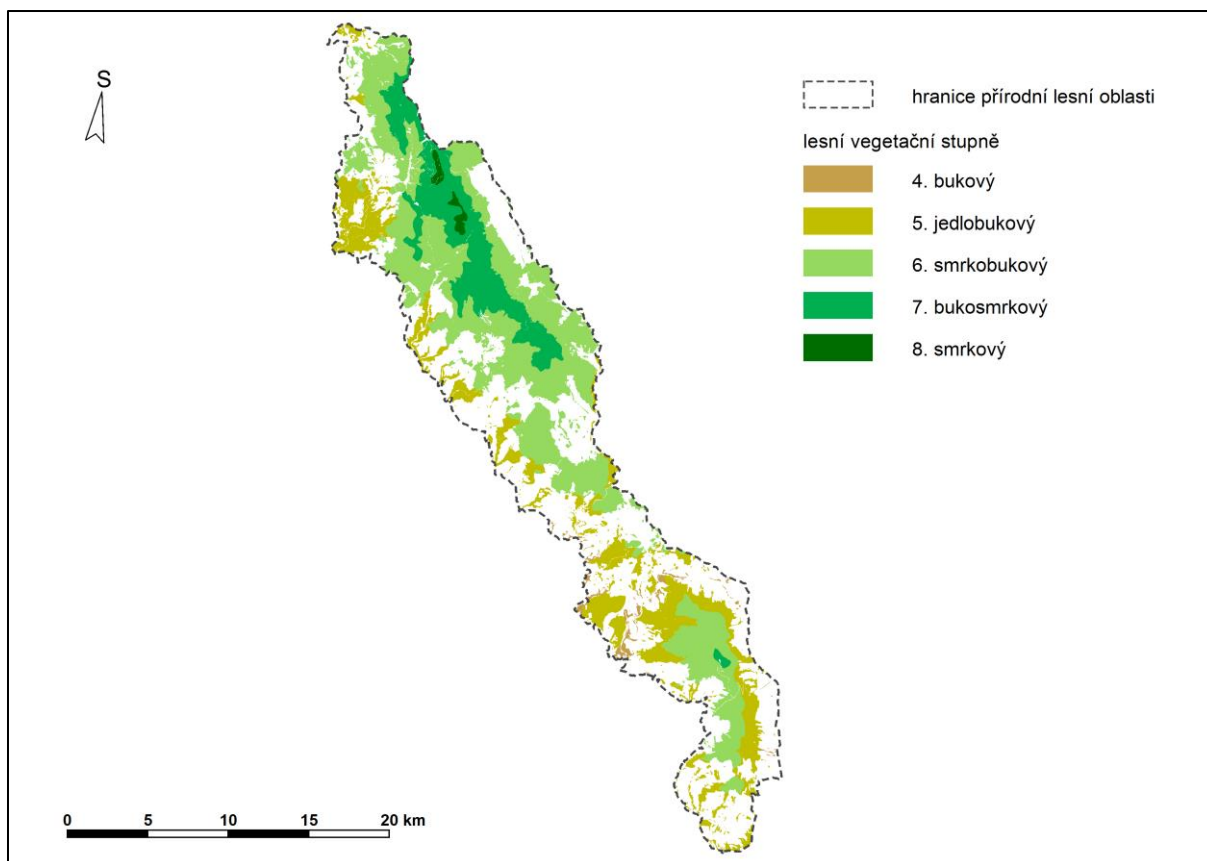 S
hranice přírodní lesní oblasti
lesní vegetační stupně
4. bukový
5. jedlobukový
6. smrkobukový
7. bukosmrkový
8. smrkový
0 5 10 15 20 km